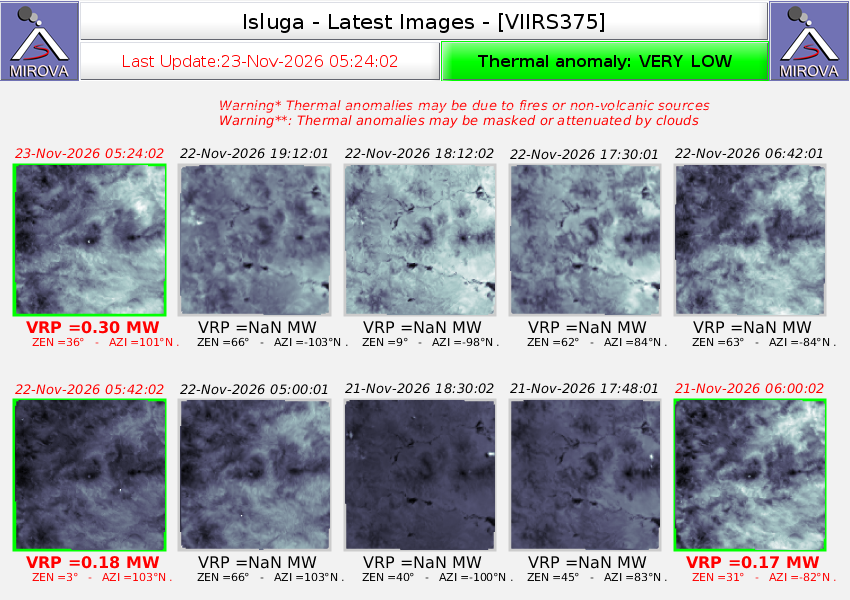 Isluga - Latest Images - [VIIRS375]
MIROVA
Last Update:23-Nov-2026 05:24:02
Thermal anomaly: VERY LOW
MIROVA
Warning* Thermal anomalies may be due to fires or non-volcanic sources
Warning**: Thermal anomalies may be masked or attenuated by clouds
23-Nov-2026 05:24:02 22-Nov-2026 19:12:01 22-Nov-2026 18:12:02 22-Nov-2026 17:30:01 22-Nov-2026 06:42:01
VRP =0.30 MW VRP =NaN MW VRP =NaN MW VRP =NaN MW VRP =NaN MW
ZEN =36° - AZI =101°N . ZEN =66° - AZI =-103°N . ZEN =9° - AZI =-98°N . ZEN =62° - AZI =84°N . ZEN =63° - AZI =-84°N .
22-Nov-2026 05:42:02 22-Nov-2026 05:00:01 21-Nov-2026 18:30:02 21-Nov-2026 17:48:01 21-Nov-2026 06:00:02
VRP =0.18 MW VRP =NaN MW VRP =NaN MW VRP =NaN MW VRP =0.17 MW
ZEN =3° - AZI =103°N . ZEN =66° - AZI =103°N . ZEN =40° - AZI =-100°N . ZEN =45° - AZI =83°N . ZEN =31° - AZI =-82°N .